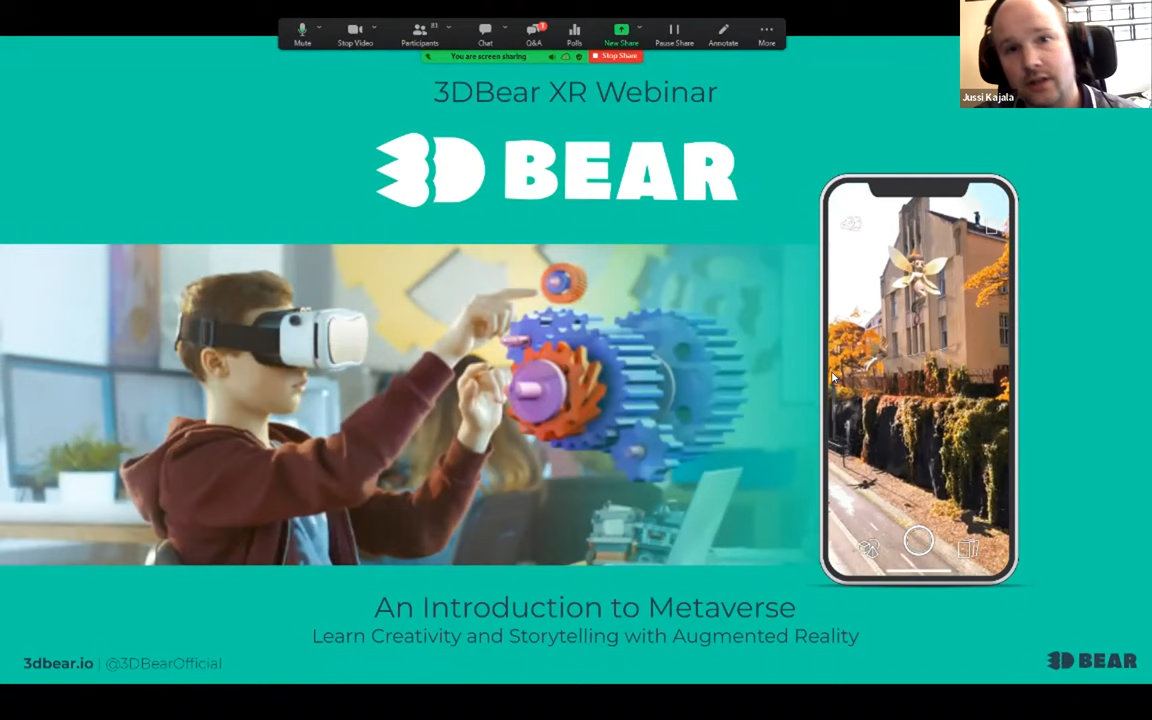 Mute
Stop Video
Participants
81
Chat
Q&A
1
Polls
New Share
Pause Share
Annotate
More
You are screen sharing
Stop Share
Jussi Kajala
3DBear XR Webinar
3D BEAR
An Introduction to Metaverse
Learn Creativity and Storytelling with Augmented Reality
3dbear.io | @3DBearOfficial
3D BEAR